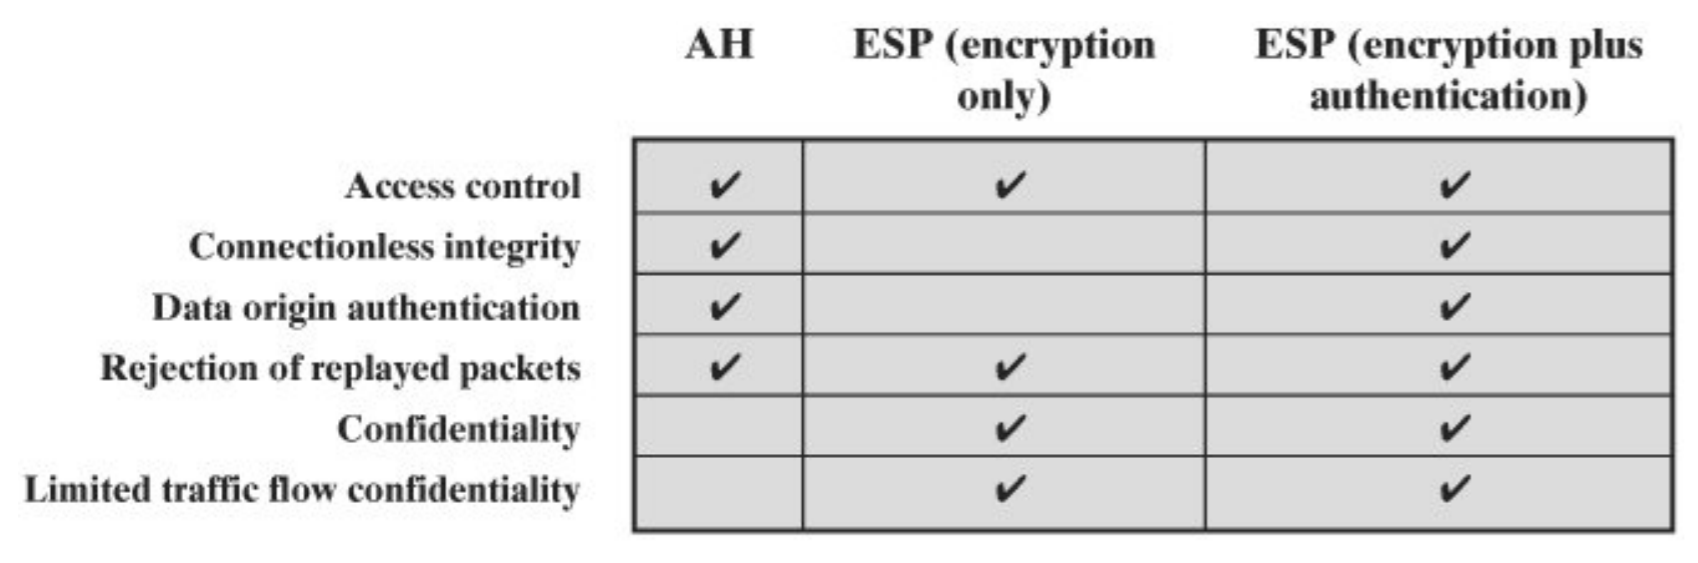 AH ESP (encryption only) ESP (encryption plus authentication)
Access control ✔ ✔ ✔
Connectionless integrity ✔ ✔
Data origin authentication ✔ ✔
Rejection of replayed packets ✔ ✔ ✔
Confidentiality ✔ ✔
Limited traffic flow confidentiality ✔ ✔